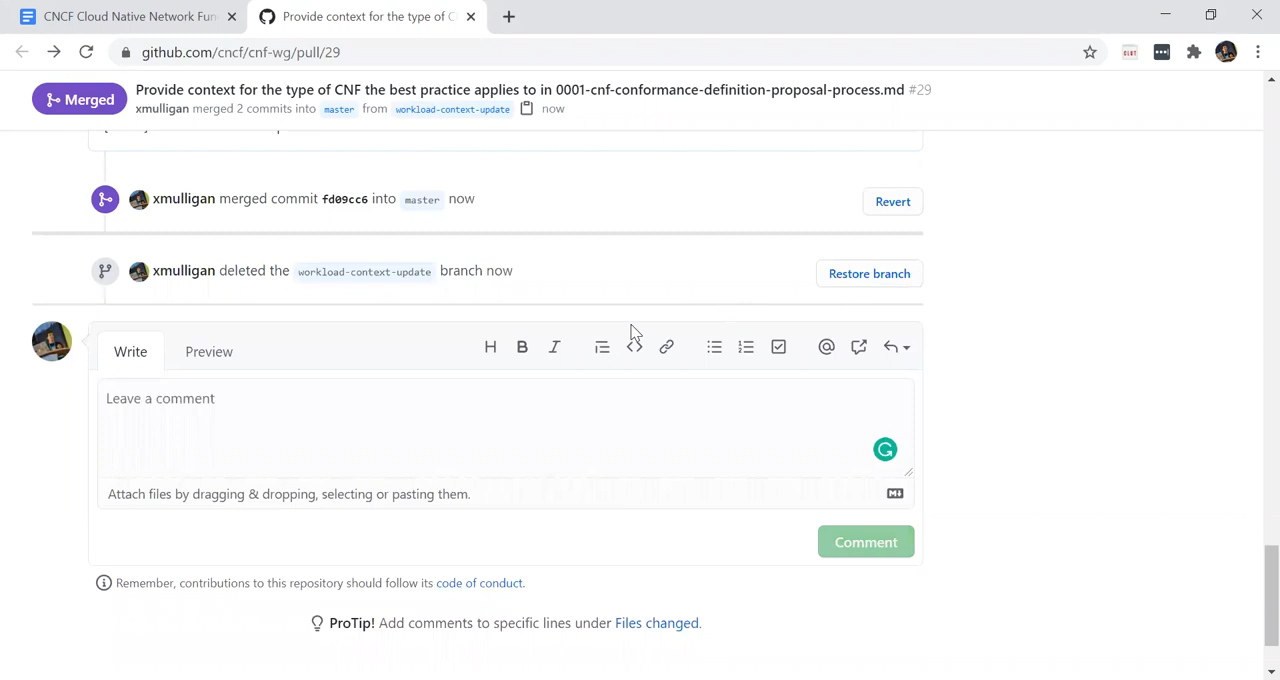 CNCF Cloud Native Network Fun
Provide context for the type of C
github.com/cncf/cnf-wg/pull/29
Merged
Provide context for the type of CNF the best practice applies to in 0001-cnf-conformance-definition-proposal-process.md #29
xmulligan merged 2 commits into master from workload-context-update now
xmulligan merged commit fd09cc6 into master now
Revert
xmulligan deleted the workload-context-update branch now
Restore branch
Write
Preview
H B I
Leave a comment
Attach files by dragging & dropping, selecting or pasting them.
Comment
Remember, contributions to this repository should follow its code of conduct.
ProTip! Add comments to specific lines under Files changed.